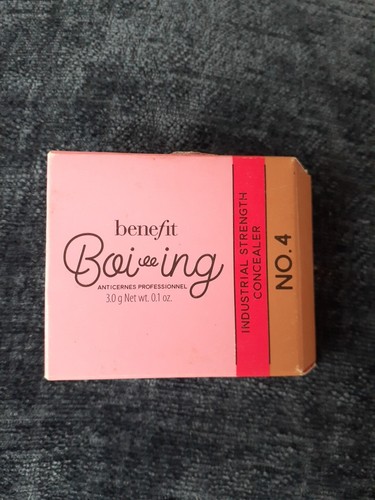 benefit
Boi-ing
ANTICERNES PROFESSIONNEL
3.0 g Net wt. 0.1 oz.
INDUSTRIAL STRENGTH
CONCEALER
NO. 4